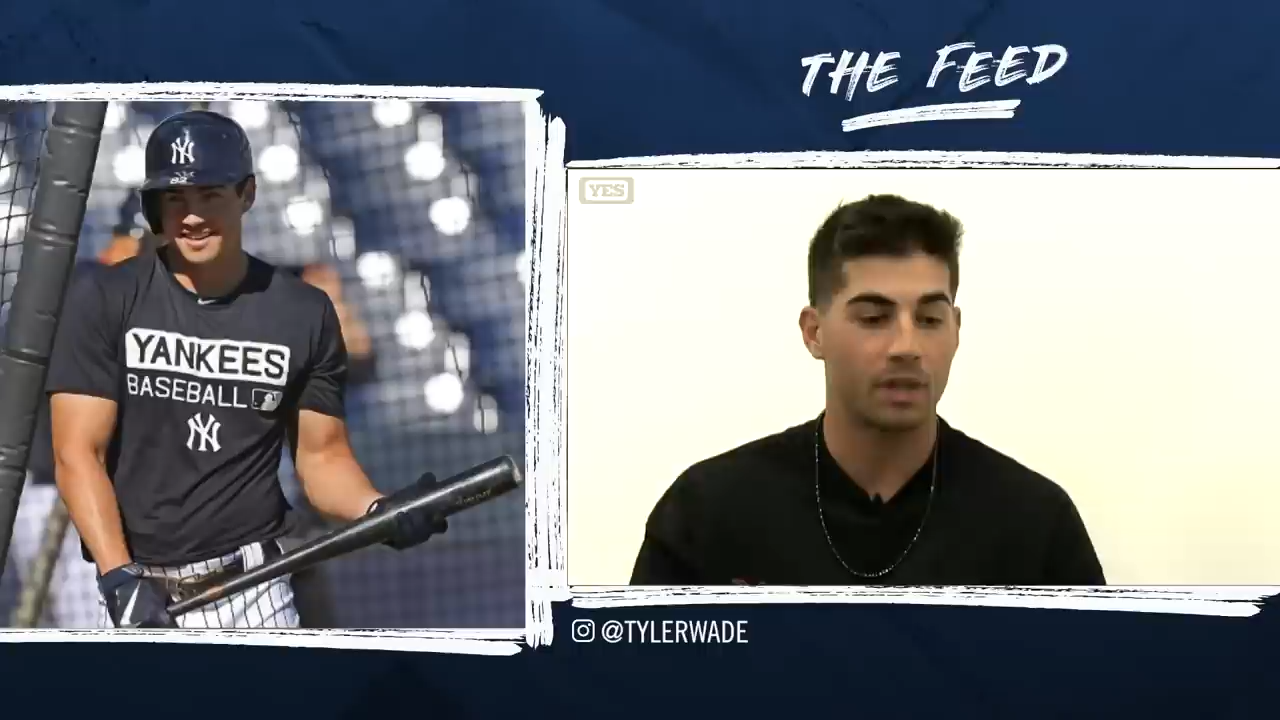 THE FEED
YES
NY
YANKEES
BASEBALL
NY
@TYLERWADE